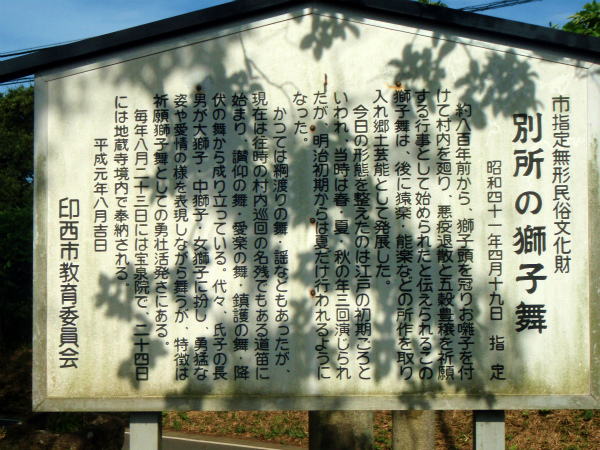 市指定無形民俗文化財
別所の獅子舞
昭和四十一年四月十九日　指定
約八百年前から、獅子頭を冠りお囃子を付
けて村内を廻り、悪疫退散と五穀豊穣を祈願
する行事として始められたと伝えられるこの
獅子舞は、後に猿楽・能楽などの所作を取り
入れ郷土芸能として発展した。
今日の形態を整えたのは江戸の初期ごろと
いわれ、当時は春・夏・秋の年三回演じられ
たが、明治初期からは夏だけ行われるように
なった。
かつては綱渡りの舞・謡などもあったが、
現在は往時の村内巡回の名残でもある道笛に
始まり、讃仰の舞・愛楽の舞・鎮護の舞・降
伏の舞から成り立っている。代々、氏子の長
男が大獅子・中獅子・女獅子に扮し、勇猛な
姿や愛情の様を表現しながら舞うが、特徴は
祈願獅子舞としての勇壮活発さにある。
毎年八月二十三日には宝泉院で、二十四日
には地蔵寺境内で奉納される。
平成元年八月吉日
印西市教育委員会